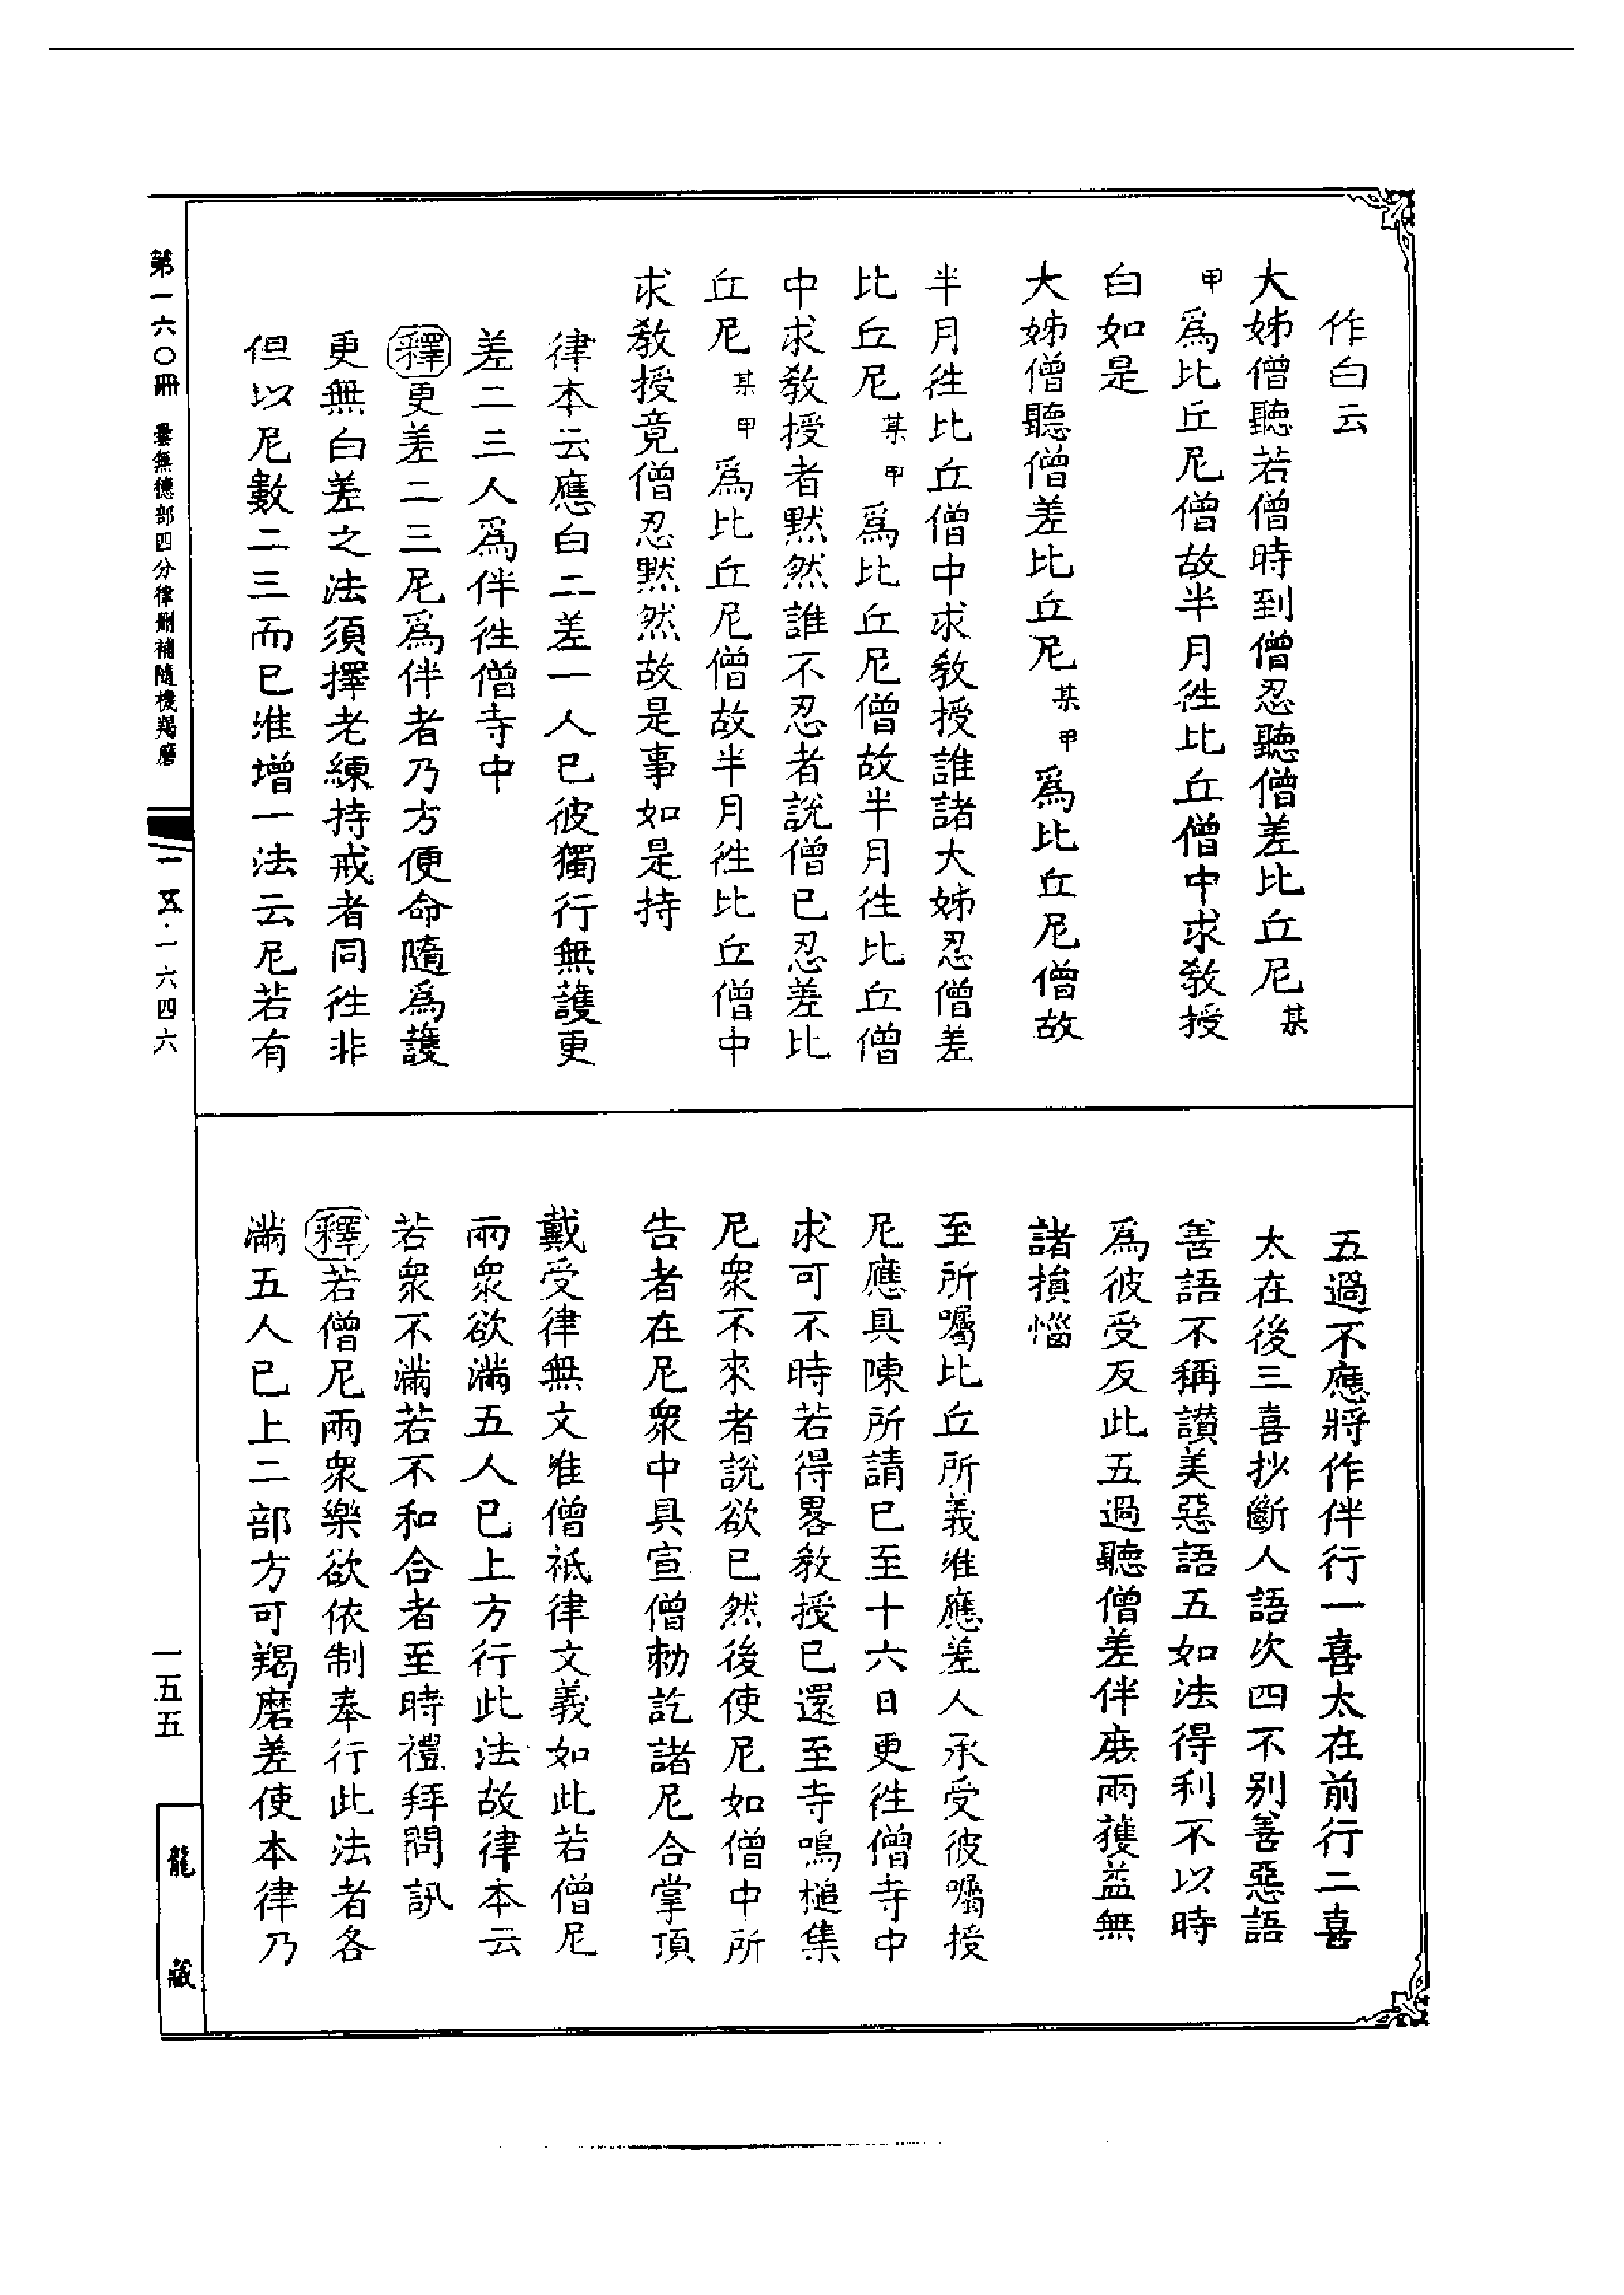 作白云
大姊僧聽若僧時到僧忍聽僧差比丘尼某
甲為比丘尼僧故半月徃比丘僧中求教授
白如是
大姊僧聽僧差比丘尼某甲為比丘尼僧故
半月徃比丘僧中求教授誰諸大姊忍僧差
比丘尼某甲為比丘尼僧故半月徃比丘僧
中求教授者默然誰不忍者說僧已忍差比
丘尼某甲為比丘尼僧故半月徃比丘僧中
求教授竟僧忍默然故是事如是持
律本云應白二差一人已彼獨行無護更
差二三人為伴徃僧寺中
釋更差二三尼為伴者乃方便命隨為護
更無白差之法須擇老練持戒者同徃非
但以尼數二三而已准增一法云尼若有
五過不應將作伴行一喜太在前行二喜
太在後三喜抄斷人語次四不別善惡語
善語不稱讚美惡語五如法得利不以時
為彼受反此五過聽僧差伴庶兩獲益無
諸損惱
至所囑比丘所義准應差人承受彼囑授
尼應具陳所請已至十六日更徃僧寺中
求可不時若得畧教授已還至寺鳴槌集
尼眾不來者說欲已然後使尼如僧中所
告者在尼眾中具宣僧勅訖諸尼合掌頂
戴受律無文准僧祇律文義如此若僧尼
兩眾欲滿五人已上方行此法故律本云
若眾不滿若不和合者至時禮拜問訊
釋若僧尼兩眾樂欲依制奉行此法者各
滿五人已上二部方可羯磨差使本律乃
第一六〇冊 曇無德部四分律刪補隨機羯磨
一五·一六四六
一五五
龍藏